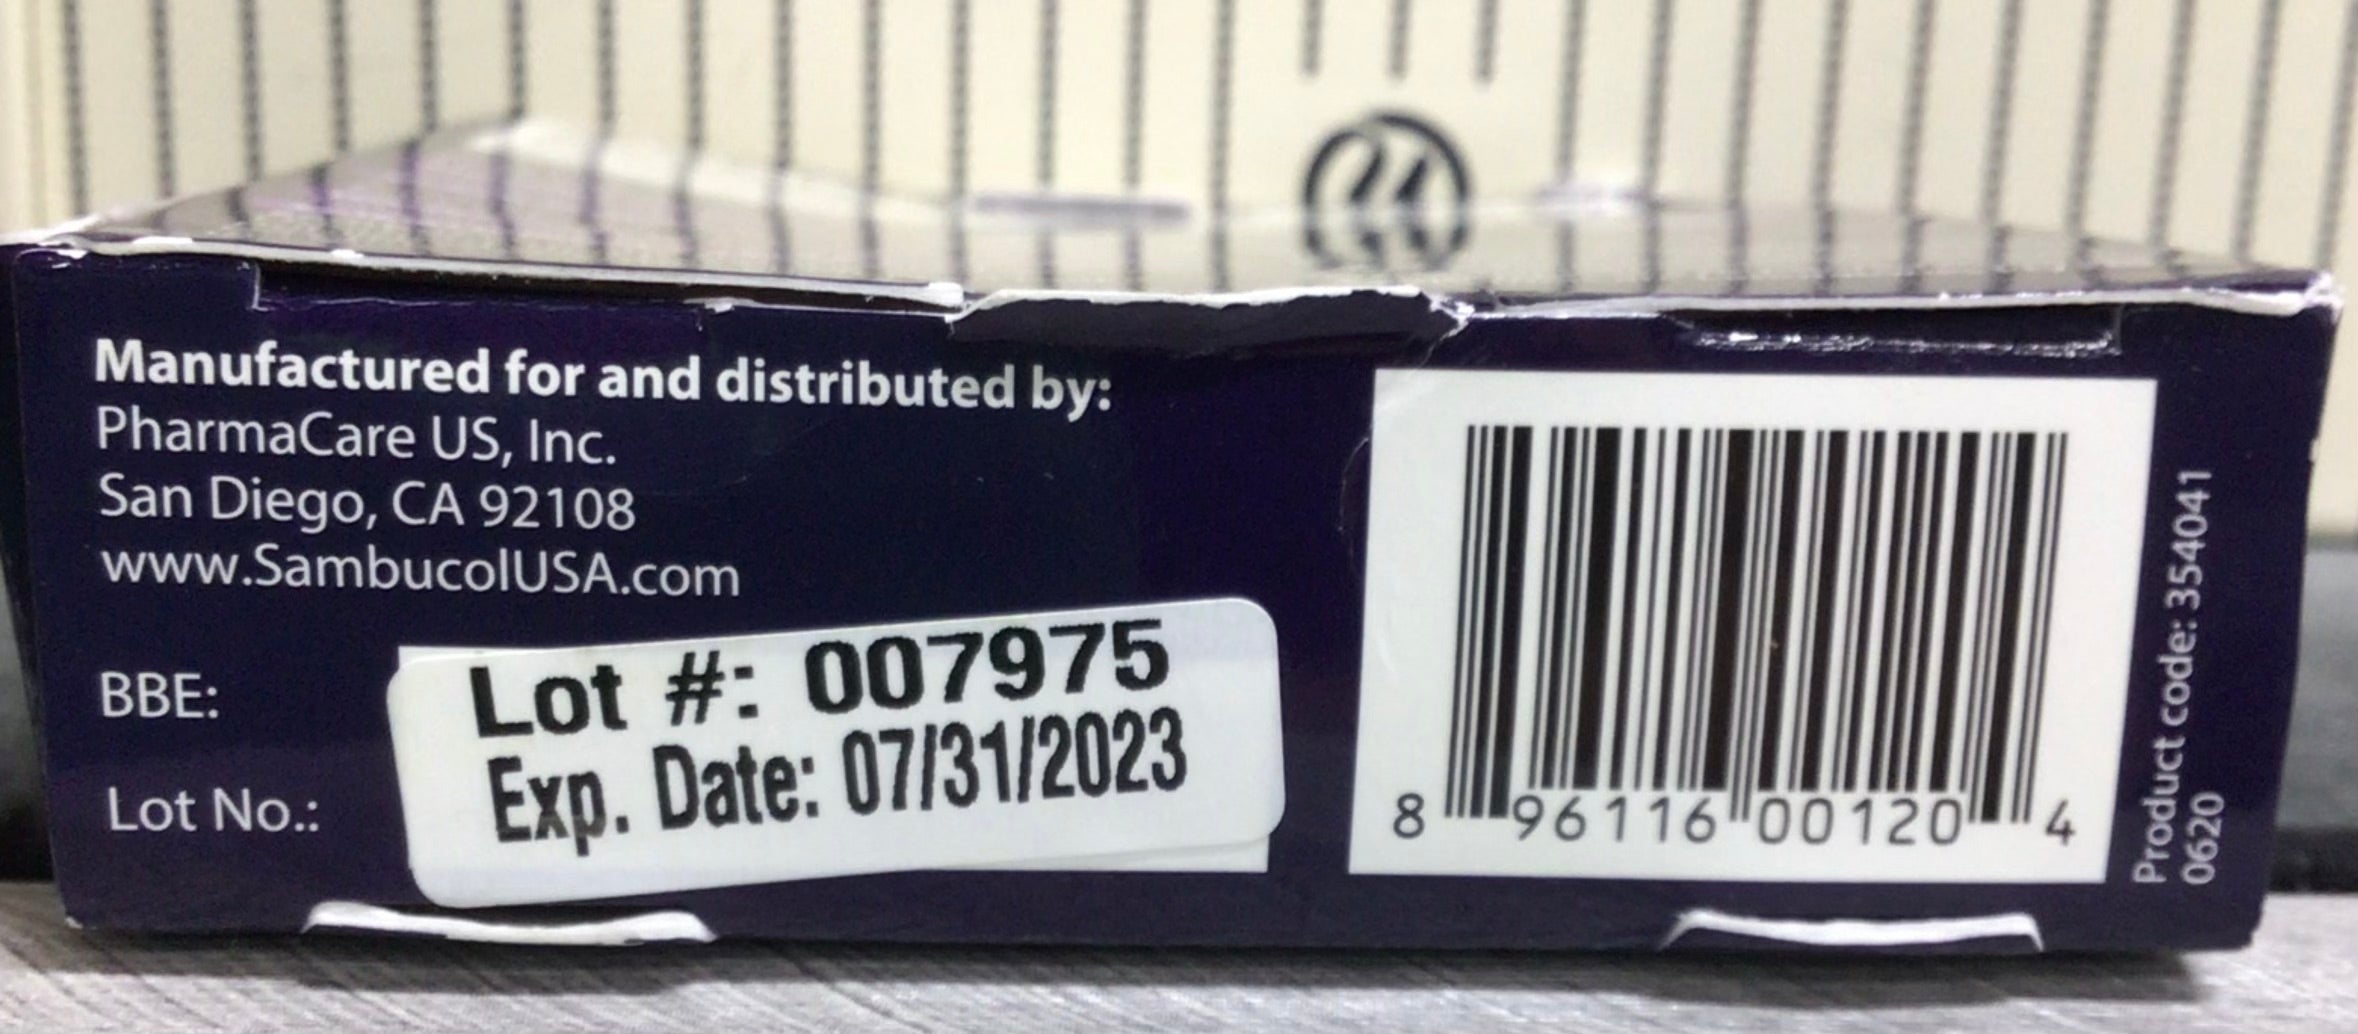 Manufactured for and distributed by:
PharmaCare US, Inc.
San Diego, CA 92108
www.SambucolUSA.com
BBE:
Lot No.:
Lot #: 007975
Exp. Date: 07/31/2023
8 96116 00120 4
Product code: 354041
0620